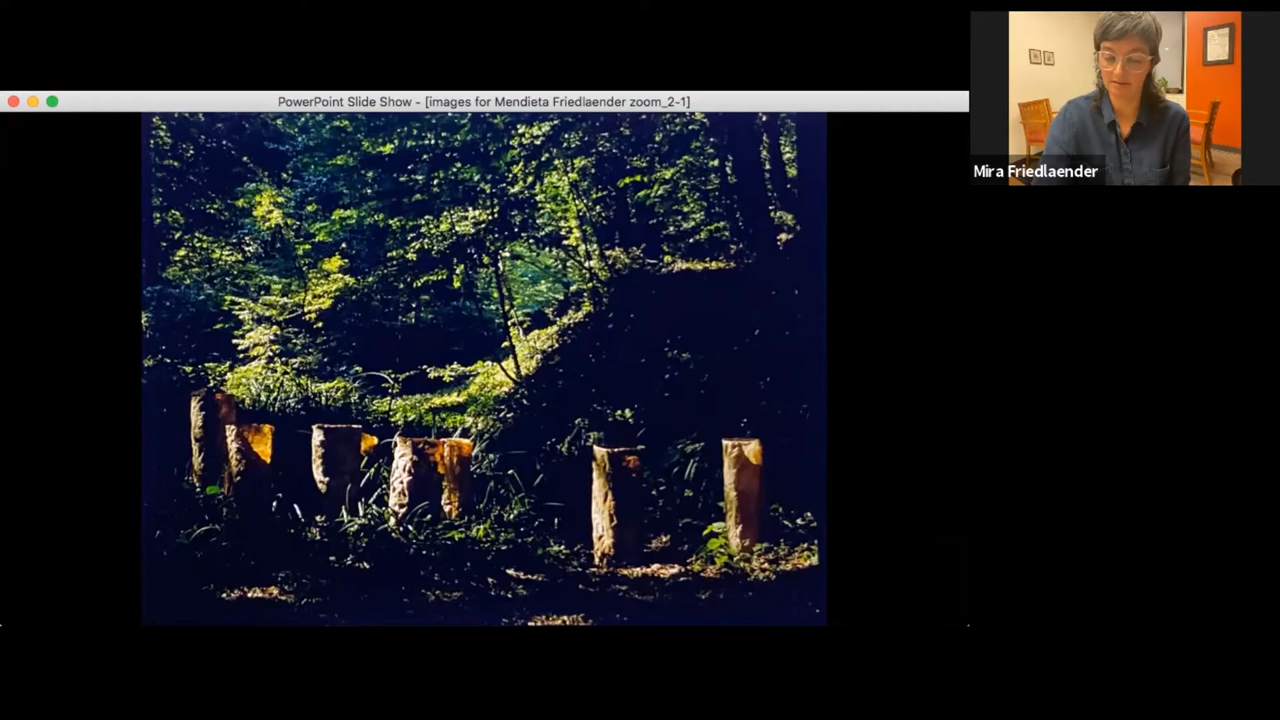 PowerPoint Slide Show - [images for Mendieta Friedlaender zoom_2-1]
Mira Friedlaender